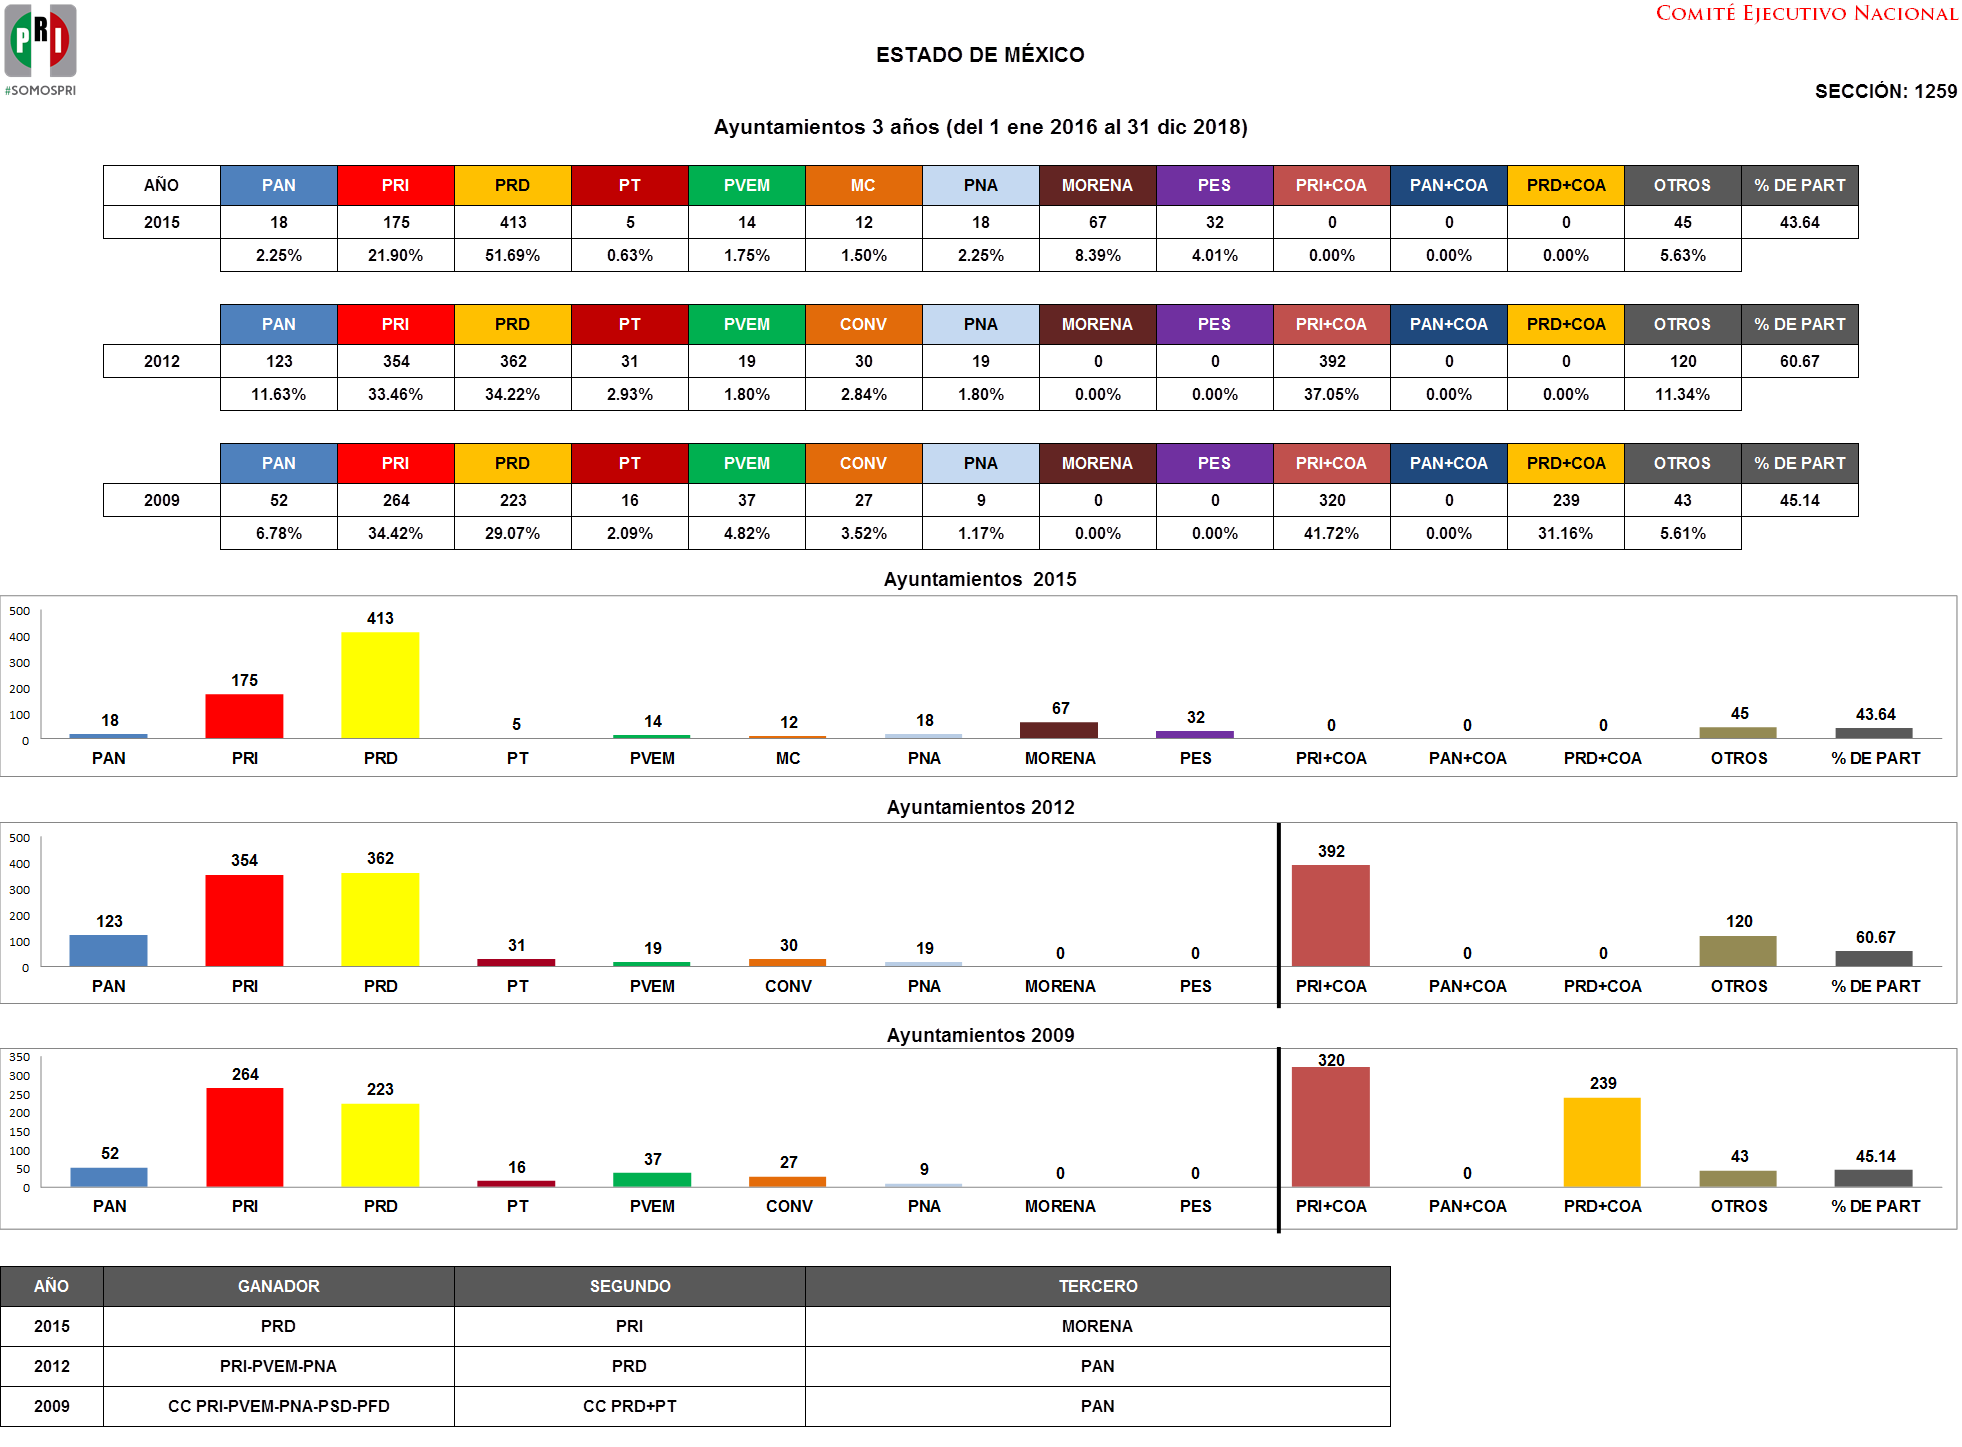 PRI
#SOMOSPRI
COMITÉ EJECUTIVO NACIONAL
ESTADO DE MÉXICO
SECCIÓN: 1259
Ayuntamientos 3 años (del 1 ene 2016 al 31 dic 2018)
AÑO PAN PRI PRD PT PVEM MC PNA MORENA PES PRI+COA PAN+COA PRD+COA OTROS % DE PART
2015 18 175 413 5 14 12 18 67 32 0 0 0 45 43.64
2.25% 21.90% 51.69% 0.63% 1.75% 1.50% 2.25% 8.39% 4.01% 0.00% 0.00% 0.00% 5.63%
PAN PRI PRD PT PVEM CONV PNA MORENA PES PRI+COA PAN+COA PRD+COA OTROS % DE PART
2012 123 354 362 31 19 30 19 0 0 392 0 0 120 60.67
11.63% 33.46% 34.22% 2.93% 1.80% 2.84% 1.80% 0.00% 0.00% 37.05% 0.00% 0.00% 11.34%
PAN PRI PRD PT PVEM CONV PNA MORENA PES PRI+COA PAN+COA PRD+COA OTROS % DE PART
2009 52 264 223 16 37 27 9 0 0 320 0 239 43 45.14
6.78% 34.42% 29.07% 2.09% 4.82% 3.52% 1.17% 0.00% 0.00% 41.72% 0.00% 31.16% 5.61%
Ayuntamientos 2015
500
400
300
200
100
0
18 175 413 5 14 12 18 67 32 0 0 0 45 43.64
PAN PRI PRD PT PVEM MC PNA MORENA PES PRI+COA PAN+COA PRD+COA OTROS % DE PART
Ayuntamientos 2012
500
400
300
200
100
0
123 354 362 31 19 30 19 0 0 392 0 0 120 60.67
PAN PRI PRD PT PVEM CONV PNA MORENA PES PRI+COA PAN+COA PRD+COA OTROS % DE PART
Ayuntamientos 2009
350
300
250
200
150
100
50
0
52 264 223 16 37 27 9 0 0 320 0 239 43 45.14
PAN PRI PRD PT PVEM CONV PNA MORENA PES PRI+COA PAN+COA PRD+COA OTROS % DE PART
AÑO GANADOR SEGUNDO TERCERO
2015 PRD PRI MORENA
2012 PRI-PVEM-PNA PRD PAN
2009 CC PRI-PVEM-PNA-PSD-PFD CC PRD+PT PAN